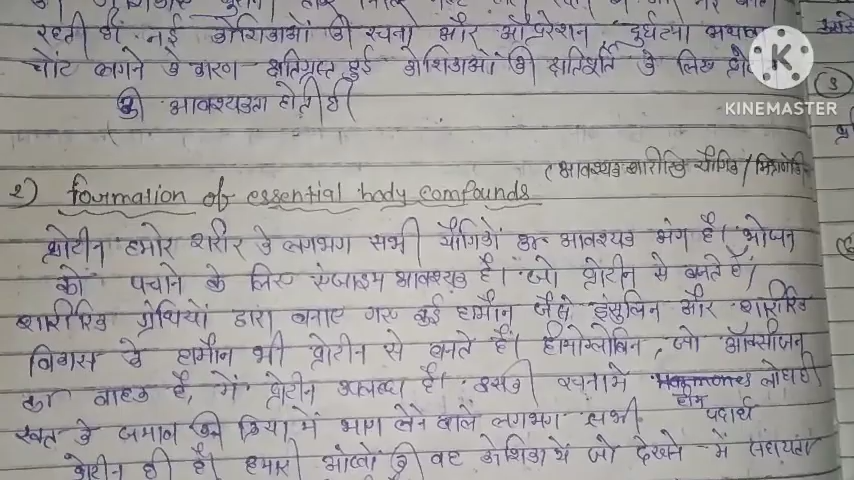 रहती हैं. नई कोशिकाओं की रचना और ऑपरेशन, दुर्घटना अथवा
चोट लगने के कारण क्षतिग्रस्त हुई कोशिकाओं की क्षतिपूर्ति के लिए
की आवश्यकता होती है।
KINEMASTER
(3)
(आवश्यक शारीरिक यौगिक /
2) Formation of essential body compounds
प्रोटीन हमारे शरीर के लगभग सभी यौगिकों का आवश्यक अंग है। भोजन
को पचाने के लिए एंजाइम आवश्यक है। जो प्रोटीन से बनते हैं।
शारीरिक ग्रंथियों द्वारा बनाए गए कई हार्मोन जैसे इंसुलिन और शारीरिक
विकास के हार्मोन भी प्रोटीन से बनते हैं। हीमोग्लोबिन, जो ऑक्सीजन
का वाहक है, में प्रोटीन उपलब्ध है। इसकी रचना में
रक्त के जमाने की क्रिया में भाग लेने वाले लगभग सभी पदार्थ
प्रोटीन ही है। हमारी आँखों की वह कोशिकायें जो देखने में सहायता